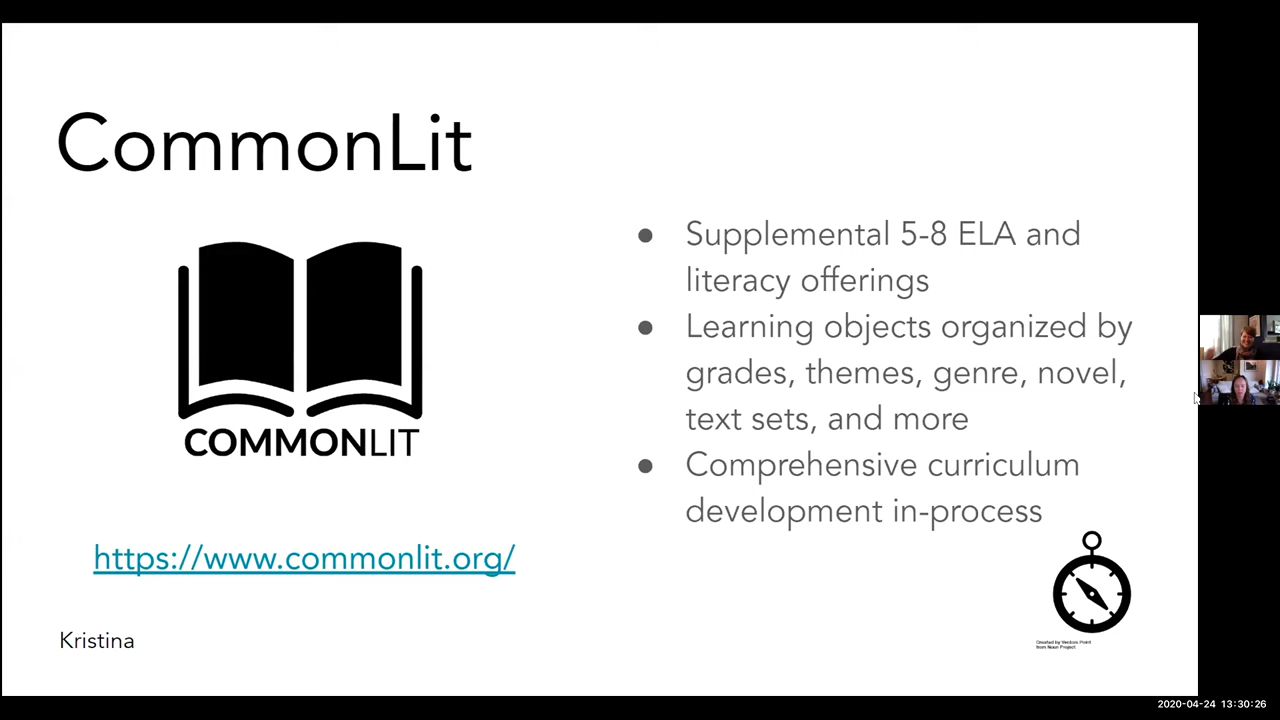 CommonLit
COMMONLIT
https://www.commonlit.org/
Kristina
● Supplemental 5-8 ELA and
literacy offerings
● Learning objects organized by
grades, themes, genre, novel,
text sets, and more
● Comprehensive curriculum
development in-process
Created by Vectors Point
from Noun Project
2020-04-24 13:30:26